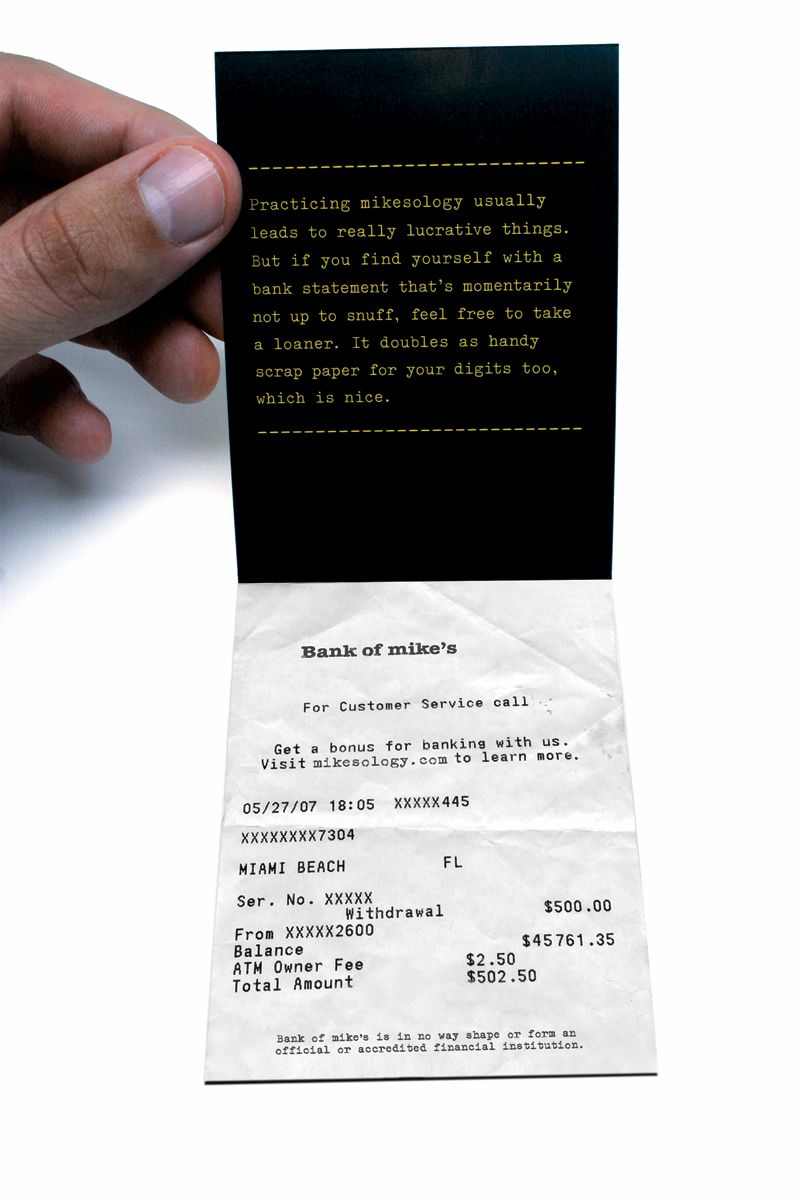 Practicing mikesology usually
leads to really lucrative things.
But if you find yourself with a
bank statement that's momentarily
not up to snuff, feel free to take
a loaner. It doubles as handy
scrap paper for your digits too,
which is nice.
Bank of mike's
For Customer Service call
Get a bonus for banking with us.
Visit mikesology.com to learn more.
05/27/07 18:05 XXXXX445
XXXXXXXX7304
MIAMI BEACH FL
Ser. No. XXXXX
Withdrawal $500.00
From XXXXX2600
Balance $45761.35
ATM Owner Fee $2.50
Total Amount $502.50
Bank of mike's is in no way shape or form an
official or accredited financial institution.